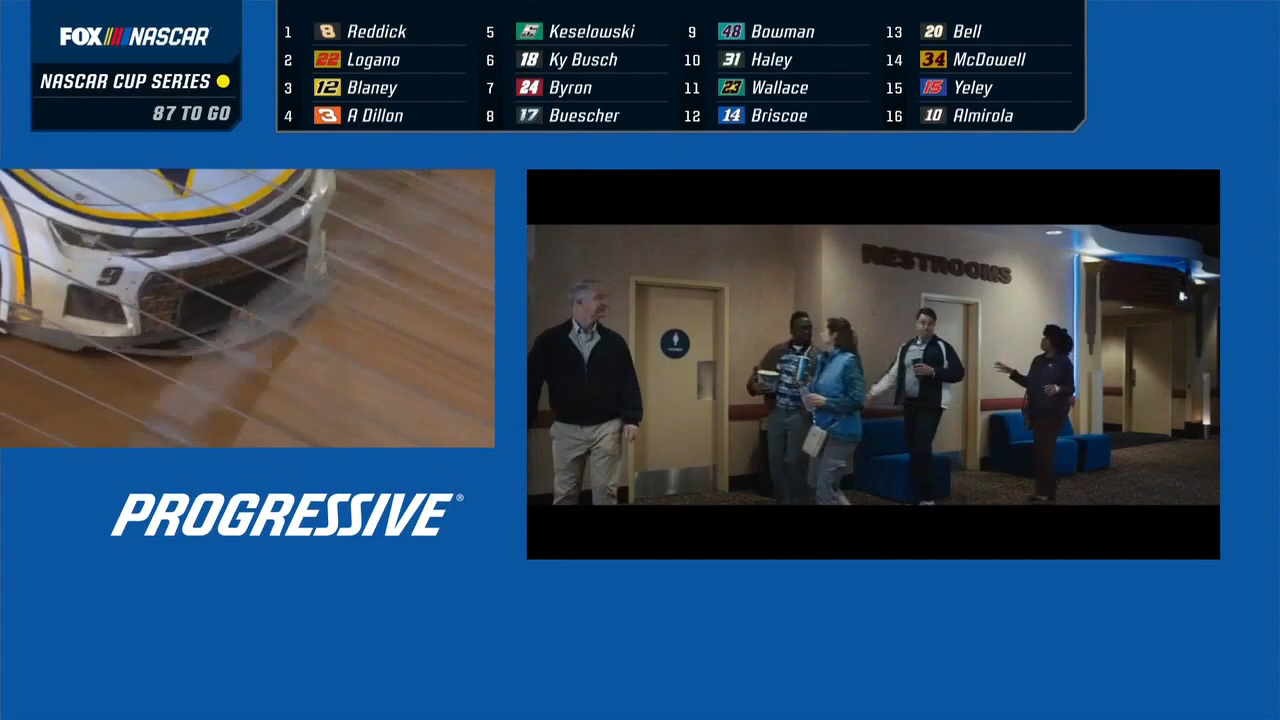 FOX NASCAR
NASCAR CUP SERIES
87 TO GO
1 8 Reddick
2 22 Logano
3 12 Blaney
4 3 A Dillon
5 6 Keselowski
6 18 Ky Busch
7 24 Byron
8 17 Buescher
9 48 Bowman
10 31 Haley
11 23 Wallace
12 14 Briscoe
13 20 Bell
14 34 McDowell
15 15 Yeley
16 10 Almirola
9
RESTROOMS
PROGRESSIVE®